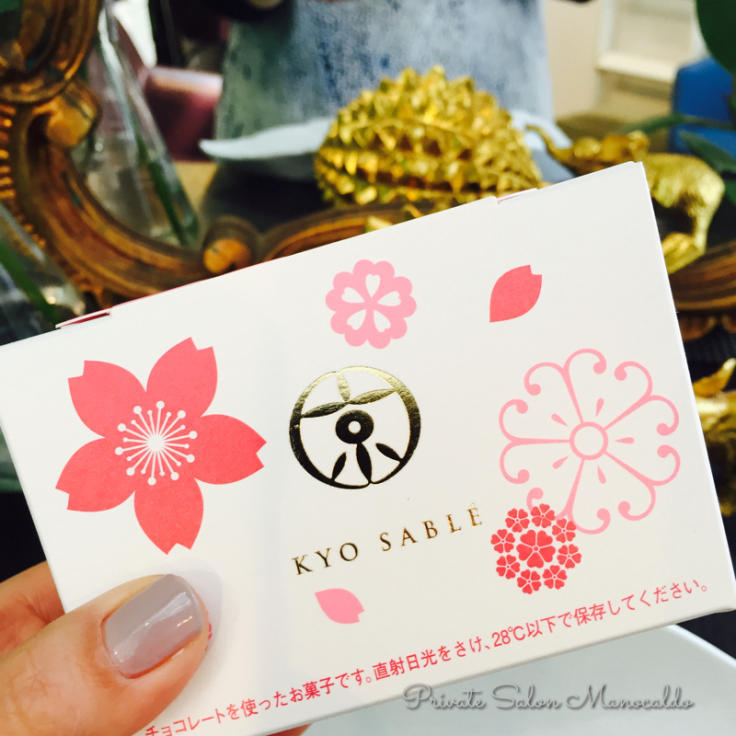 京
KYO SABLÉ
チョコレートを使ったお菓子です。直射日光をさけ、28℃以下で保存してください。
Private Salon Manocaldo